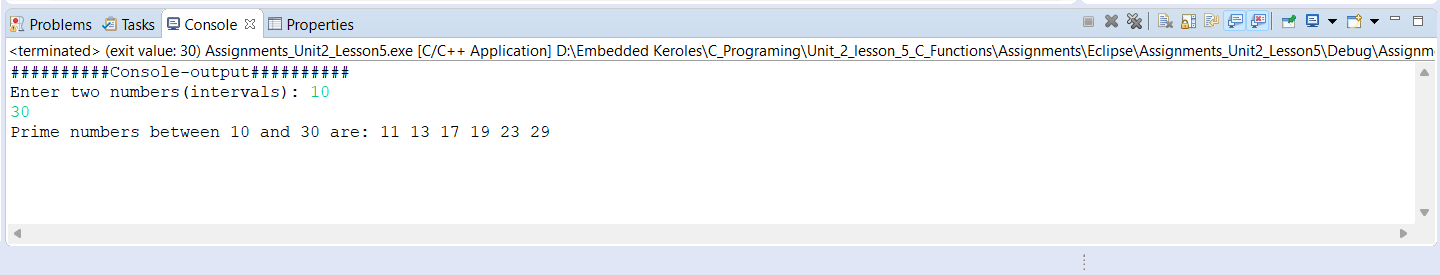 Problems Tasks Console Properties
<terminated> (exit value: 30) Assignments_Unit2_Lesson5.exe [C/C++ Application] D:\Embedded Keroles\C_Programing\Unit_2_lesson_5_C_Functions\Assignments\Eclipse\Assignments_Unit2_Lesson5\Debug\Assignme
##########Console-output##########
Enter two numbers(intervals): 10
30
Prime numbers between 10 and 30 are: 11 13 17 19 23 29